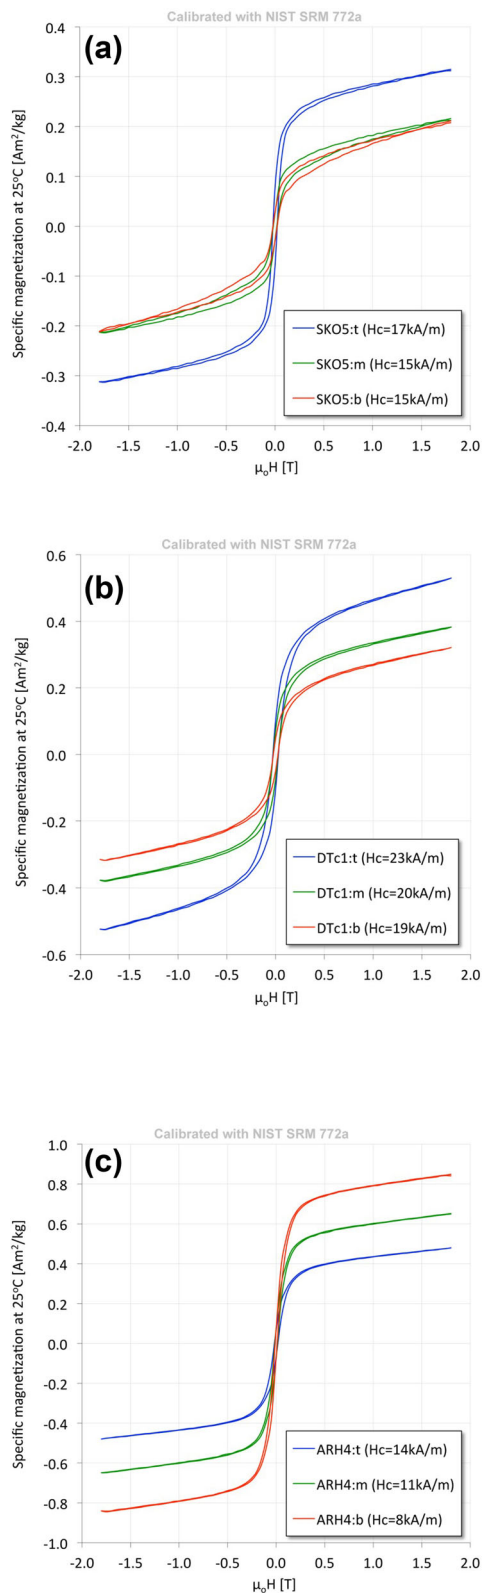 Calibrated with NIST SRM 772a
(a)
0.4
0.3
0.2
0.1
0.0
-0.1
-0.2
-0.3
-0.4
Specific magnetization at 25°C [Am²/kg]
SKO5:t (Hc=17kA/m)
SKO5:m (Hc=15kA/m)
SKO5:b (Hc=15kA/m)
-2.0 -1.5 -1.0 -0.5 0.0 0.5 1.0 1.5 2.0
μₒH [T]
Calibrated with NIST SRM 772a
(b)
0.6
0.4
0.2
0.0
-0.2
-0.4
-0.6
Specific magnetization at 25°C [Am²/kg]
DTc1:t (Hc=23kA/m)
DTc1:m (Hc=20kA/m)
DTc1:b (Hc=19kA/m)
-2.0 -1.5 -1.0 -0.5 0.0 0.5 1.0 1.5 2.0
μₒH [T]
Calibrated with NIST SRM 772a
(c)
1.0
0.8
0.6
0.4
0.2
0.0
-0.2
-0.4
-0.6
-0.8
-1.0
Specific magnetization at 25°C [Am²/kg]
ARH4:t (Hc=14kA/m)
ARH4:m (Hc=11kA/m)
ARH4:b (Hc=8kA/m)
-2.0 -1.5 -1.0 -0.5 0.0 0.5 1.0 1.5 2.0
μₒH [T]